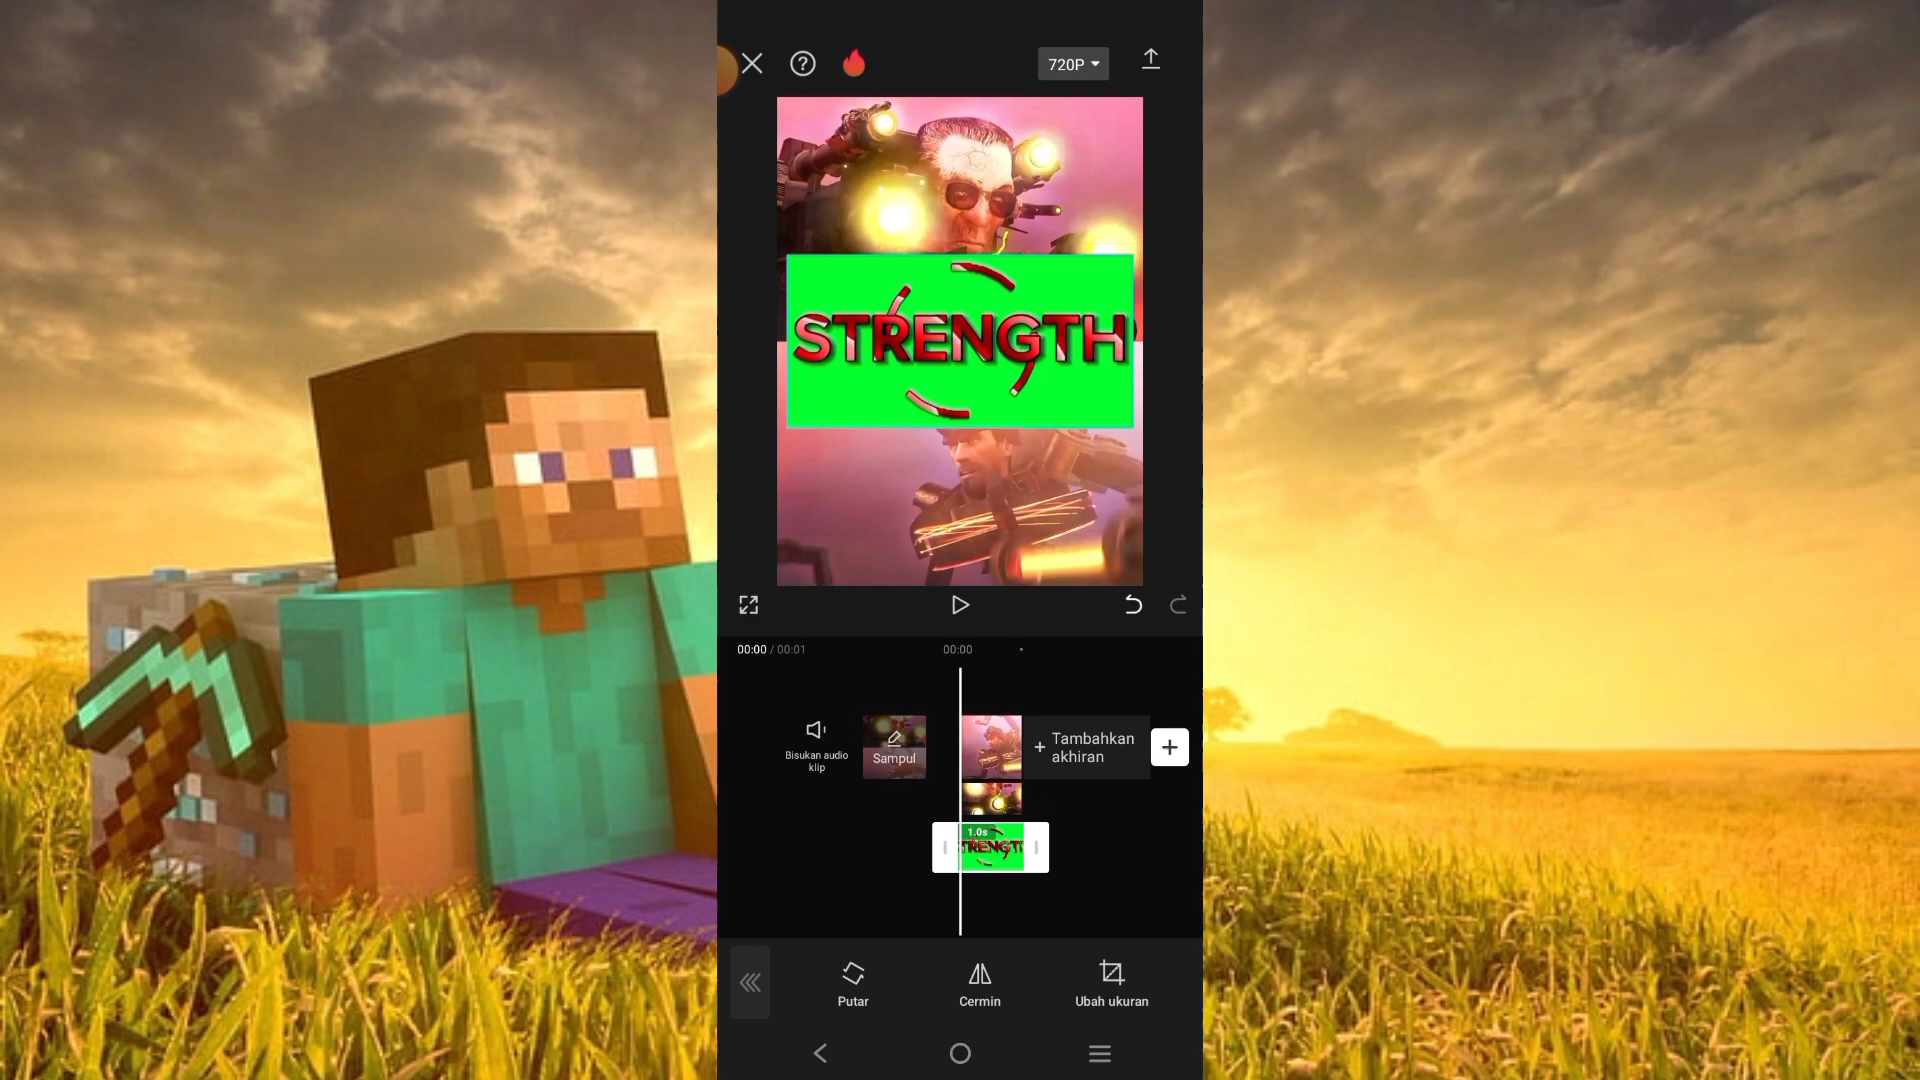 720P
STRENGTH
00:00 / 00:01
00:00
Bisukan audio
klip
Sampul
+ Tambahkan
akhiran
+
1.0s
TRENGT
Putar
Cermin
Ubah ukuran